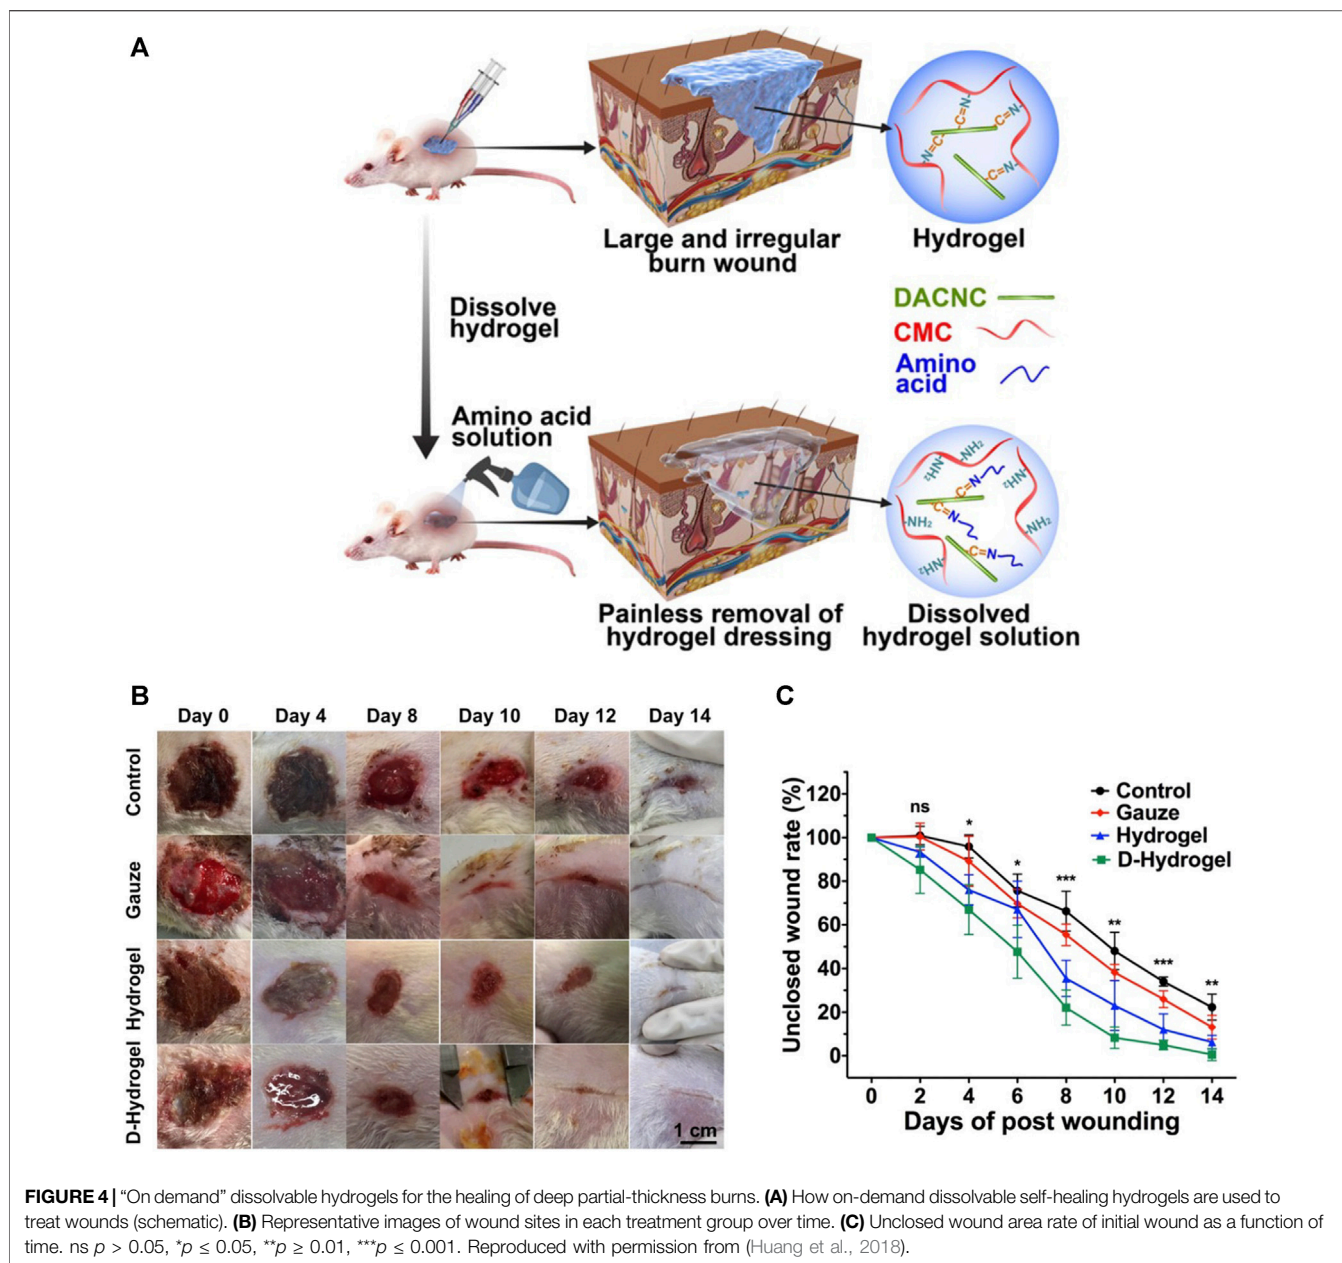 A
C=N-
C=N-
-N=C
-C=N-
Large and irregular
burn wound
Hydrogel
Dissolve
hydrogel
DACNC
CMC
Amino
acid
Amino acid
solution
-NH₂
-NH₂
-NH₂
C=N
-NH₂
C=N
-NH₂
C=N
-NH₂
Painless removal of
hydrogel dressing
Dissolved
hydrogel solution
B
Day 0 Day 4 Day 8 Day 10 Day 12 Day 14
Control
Gauze
Hydrogel
D-Hydrogel
1 cm
C
Unclosed wound rate (%)
120
100
80
60
40
20
0
ns
*
*
***
**
***
**
Control
Gauze
Hydrogel
D-Hydrogel
0 2 4 6 8 10 12 14
Days of post wounding
FIGURE 4 | “On demand” dissolvable hydrogels for the healing of deep partial-thickness burns. (A) How on-demand dissolvable self-healing hydrogels are used to
treat wounds (schematic). (B) Representative images of wound sites in each treatment group over time. (C) Unclosed wound area rate of initial wound as a function of
time. ns p > 0.05, *p ≤ 0.05, **p ≥ 0.01, ***p ≤ 0.001. Reproduced with permission from (Huang et al., 2018).